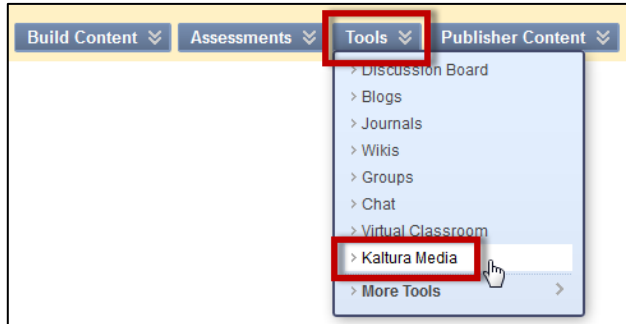 Build Content Assessments Tools Publisher Content
> Discussion Board
> Blogs
> Journals
> Wikis
> Groups
> Chat
> Virtual Classroom
> Kaltura Media
> More Tools >